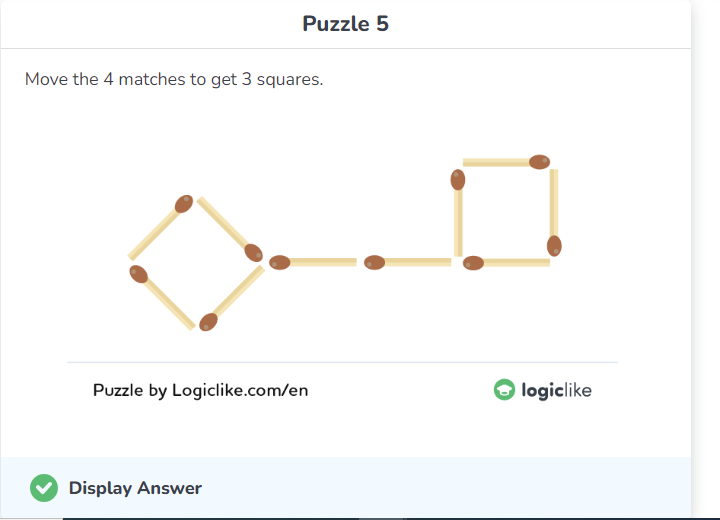 Puzzle 5
Move the 4 matches to get 3 squares.
Puzzle by Logiclike.com/en
logiclike
Display Answer